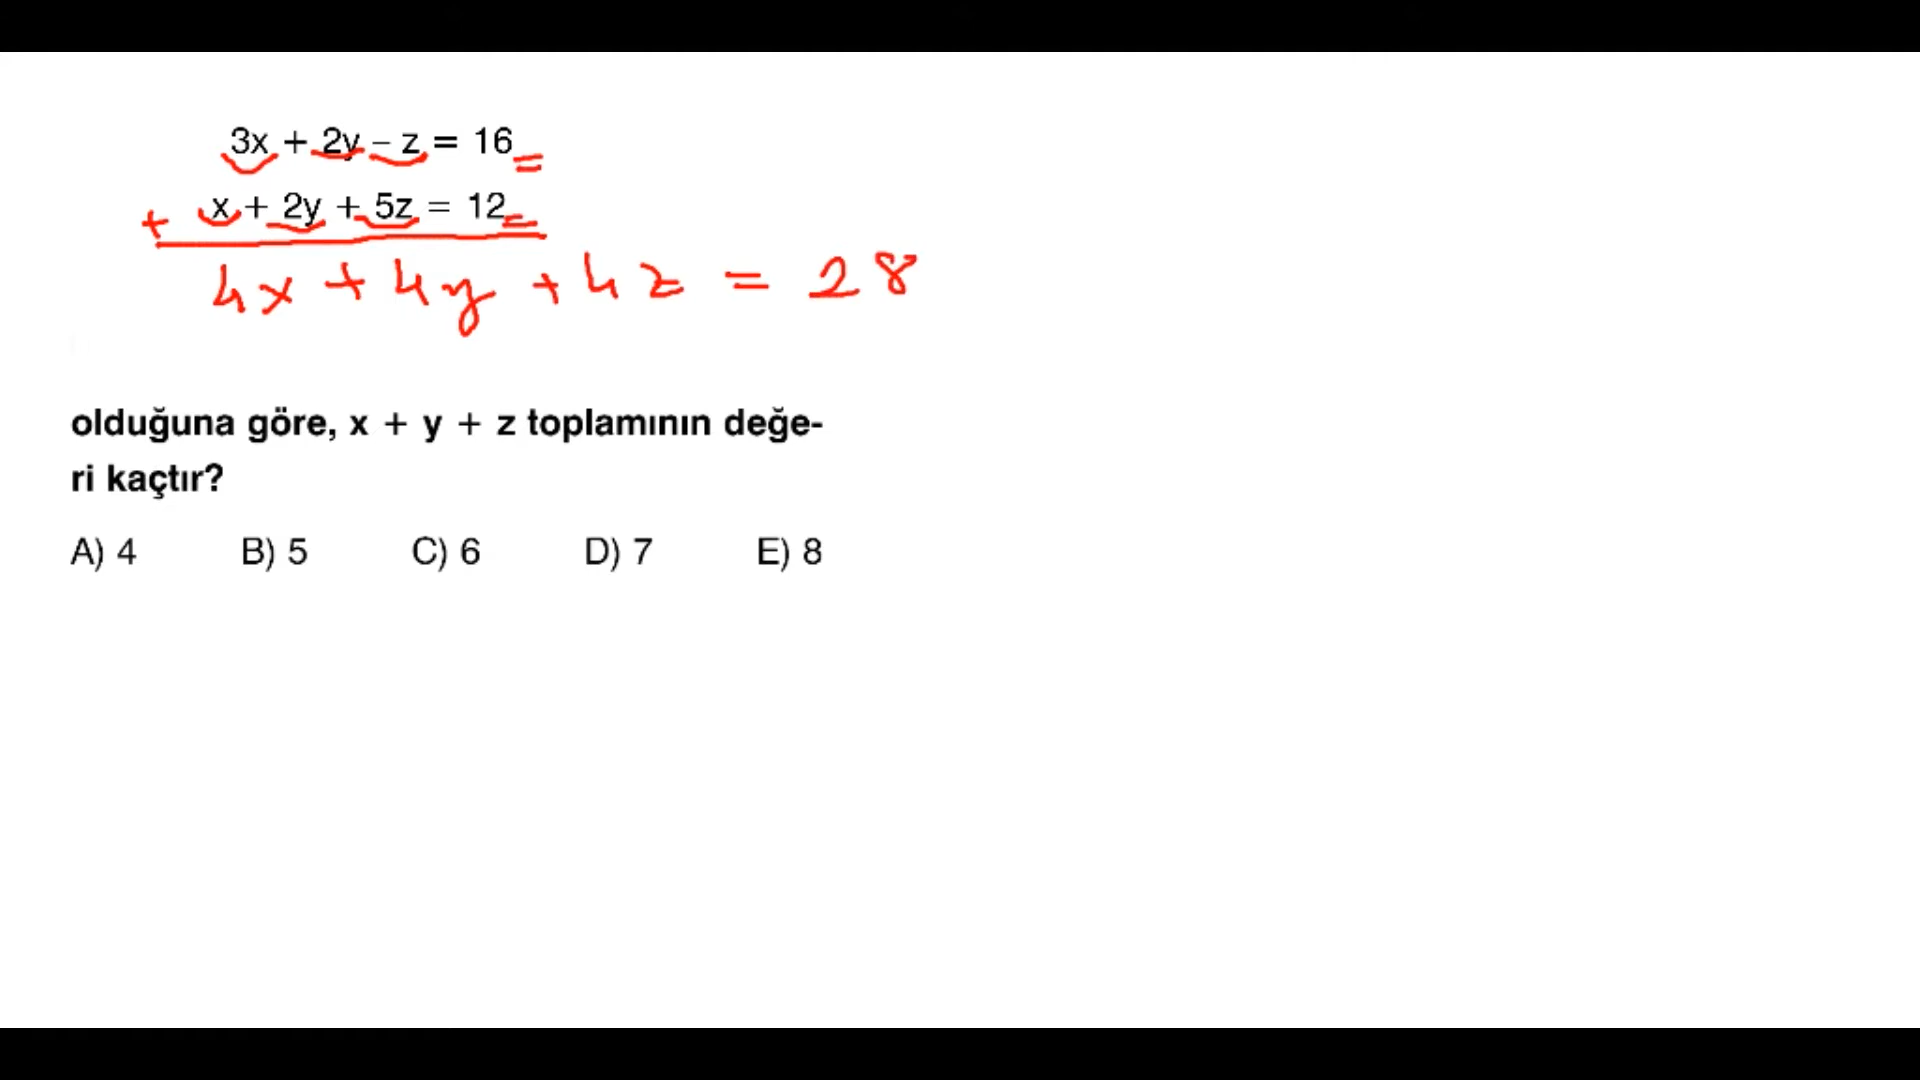 3x + 2y – z = 16
+ x + 2y + 5z = 12
4x + 4y + 4z = 28
olduğuna göre, x + y + z toplamının değe-
ri kaçtır?
A) 4 B) 5 C) 6 D) 7 E) 8